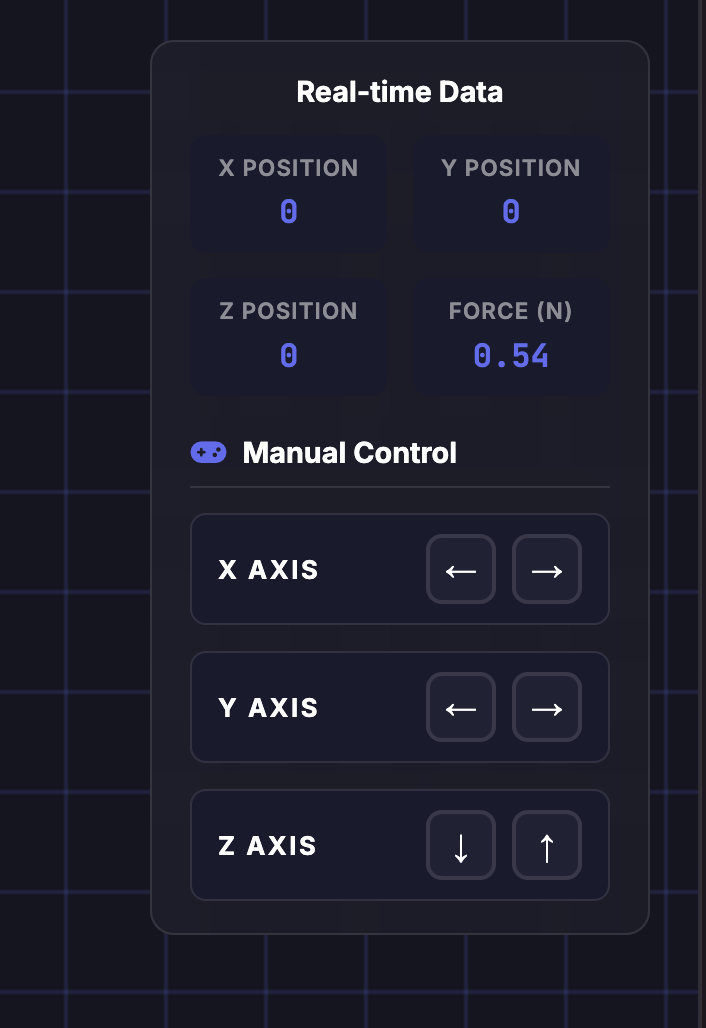 Real-time Data
X POSITION
0
Y POSITION
0
Z POSITION
0
FORCE (N)
0.54
Manual Control
X AXIS ← →
Y AXIS ← →
Z AXIS ↓ ↑